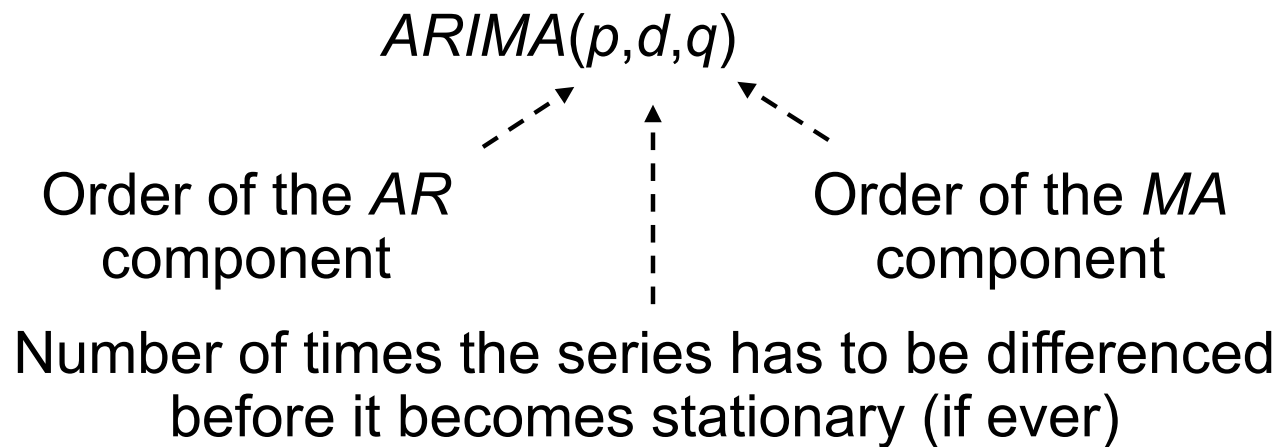 ARIMA(p,d,q)
Order of the AR
component
Order of the MA
component
Number of times the series has to be differenced
before it becomes stationary (if ever)